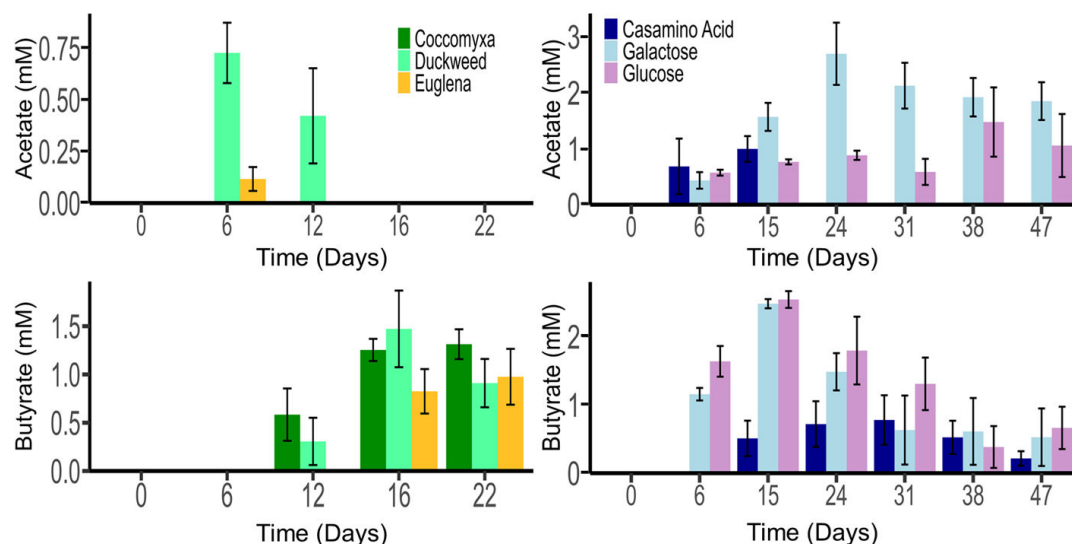 Acetate (mM)
0.75
0.50
0.25
0.00
Coccomyxa
Duckweed
Euglena
0 6 12 16 22
Time (Days)
Acetate (mM)
3
2
1
0
Casamino Acid
Galactose
Glucose
0 6 15 24 31 38 47
Time (Days)
Butyrate (mM)
1.5
1.0
0.5
0.0
0 6 12 16 22
Time (Days)
Butyrate (mM)
2
1
0
0 6 15 24 31 38 47
Time (Days)